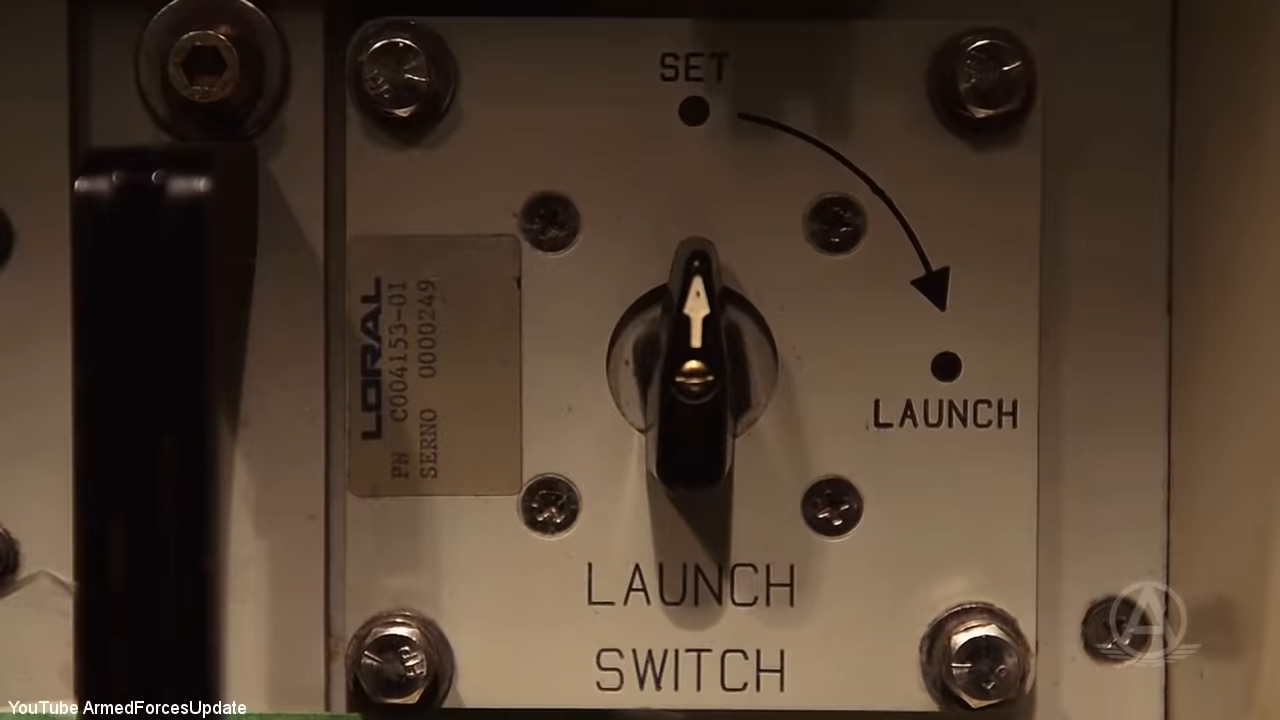 SET
LAUNCH
LORAL
PN C004153-01
SERNO 0000249
LAUNCH
SWITCH
A
YouTube ArmedForcesUpdate